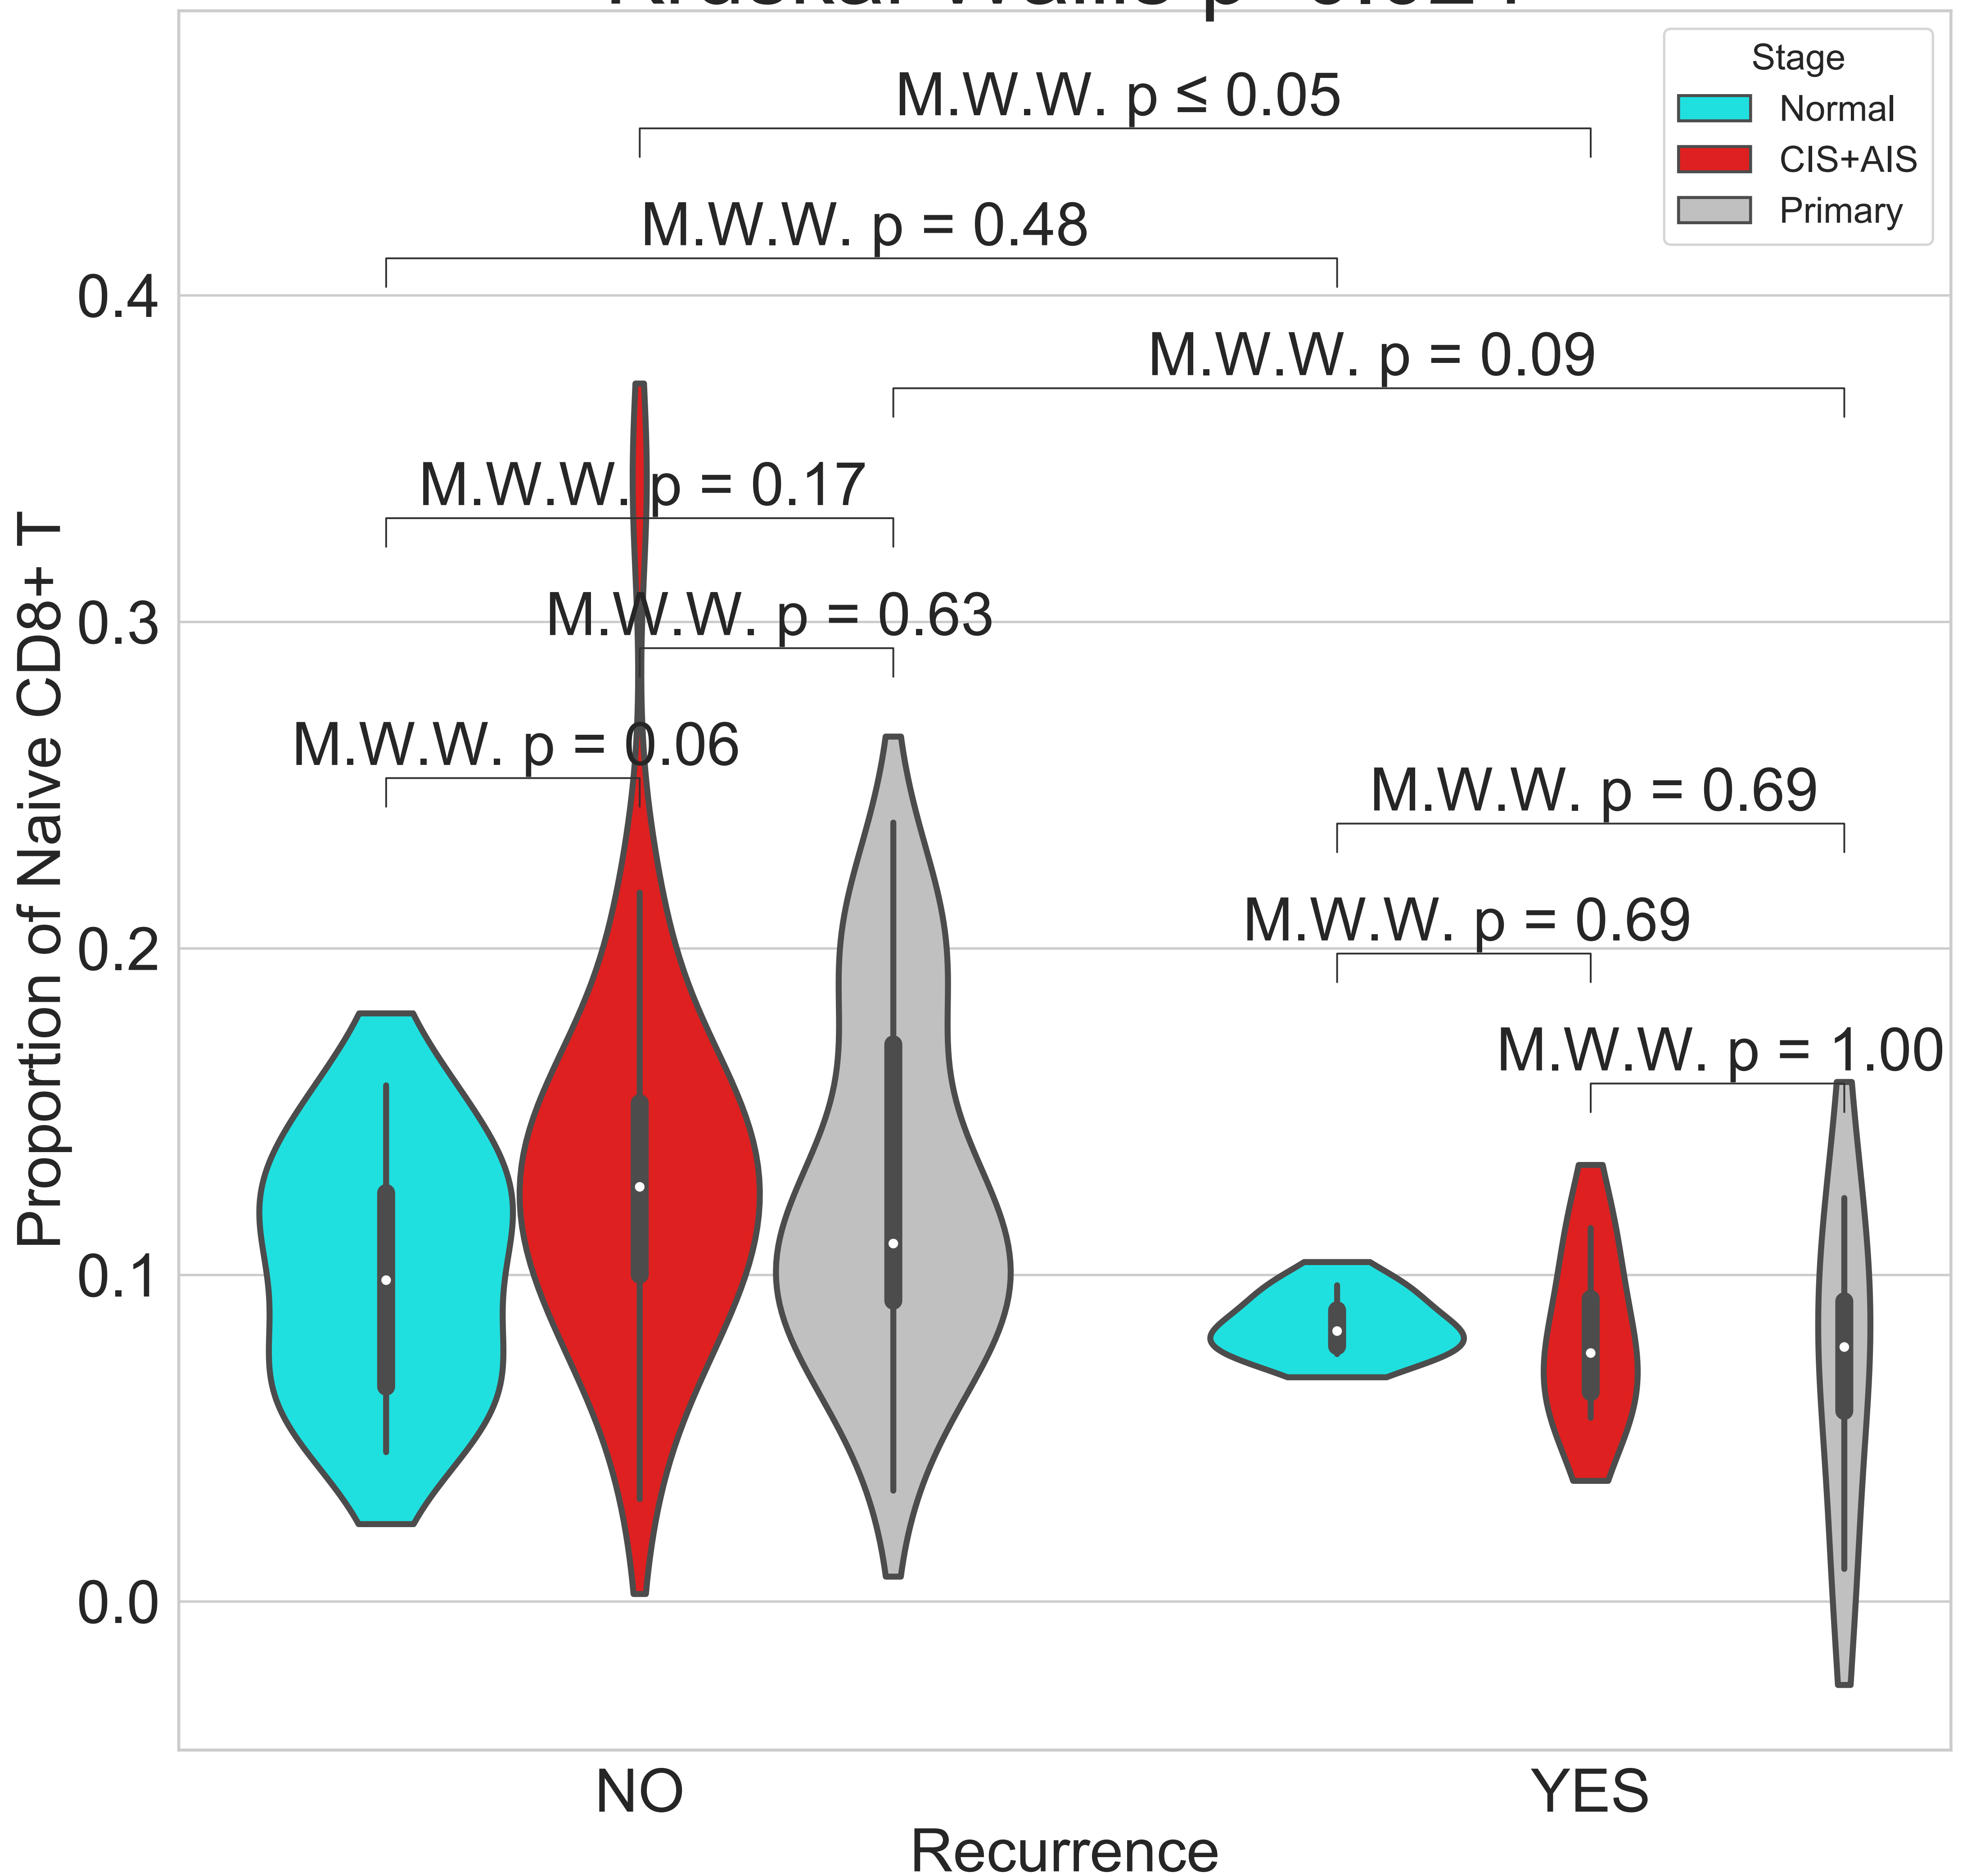 Stage
Normal
CIS+AIS
Primary
M.W.W. p ≤ 0.05
M.W.W. p = 0.48
M.W.W. p = 0.09
M.W.W. p = 0.17
M.W.W. p = 0.63
M.W.W. p = 0.06
M.W.W. p = 0.69
M.W.W. p = 0.69
M.W.W. p = 1.00
Proportion of Naive CD8+ T
0.4
0.3
0.2
0.1
0.0
NO
YES
Recurrence